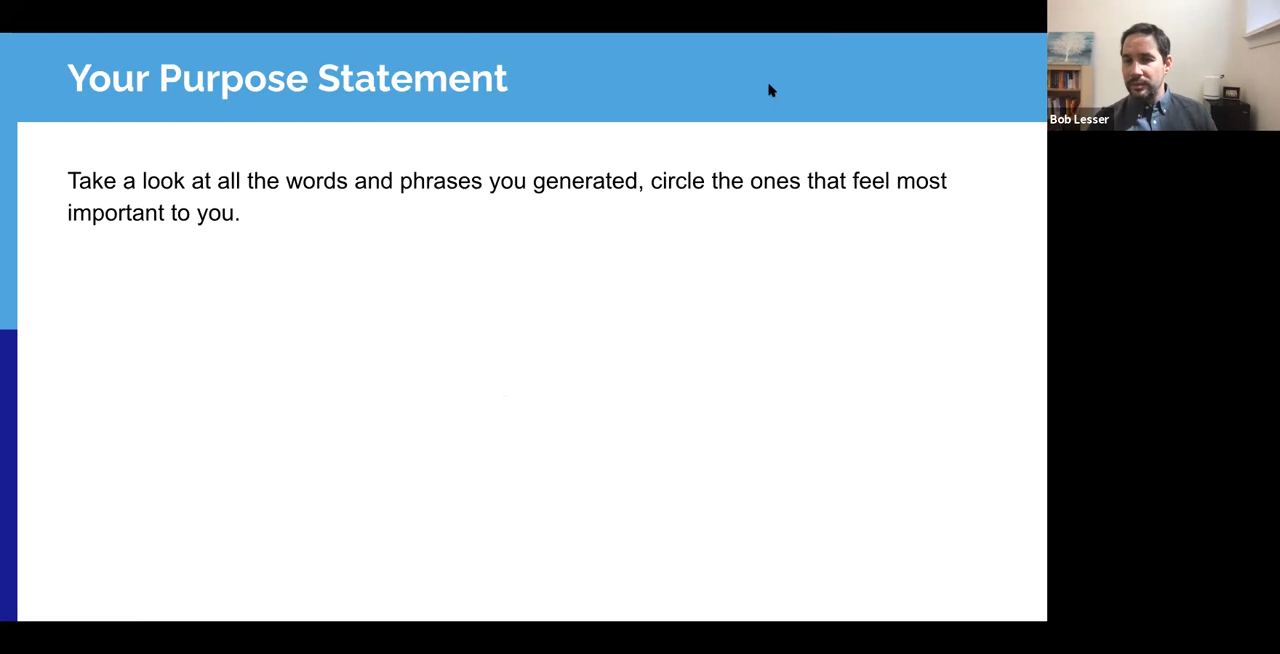 Your Purpose Statement
Bob Lesser
Take a look at all the words and phrases you generated, circle the ones that feel most
important to you.